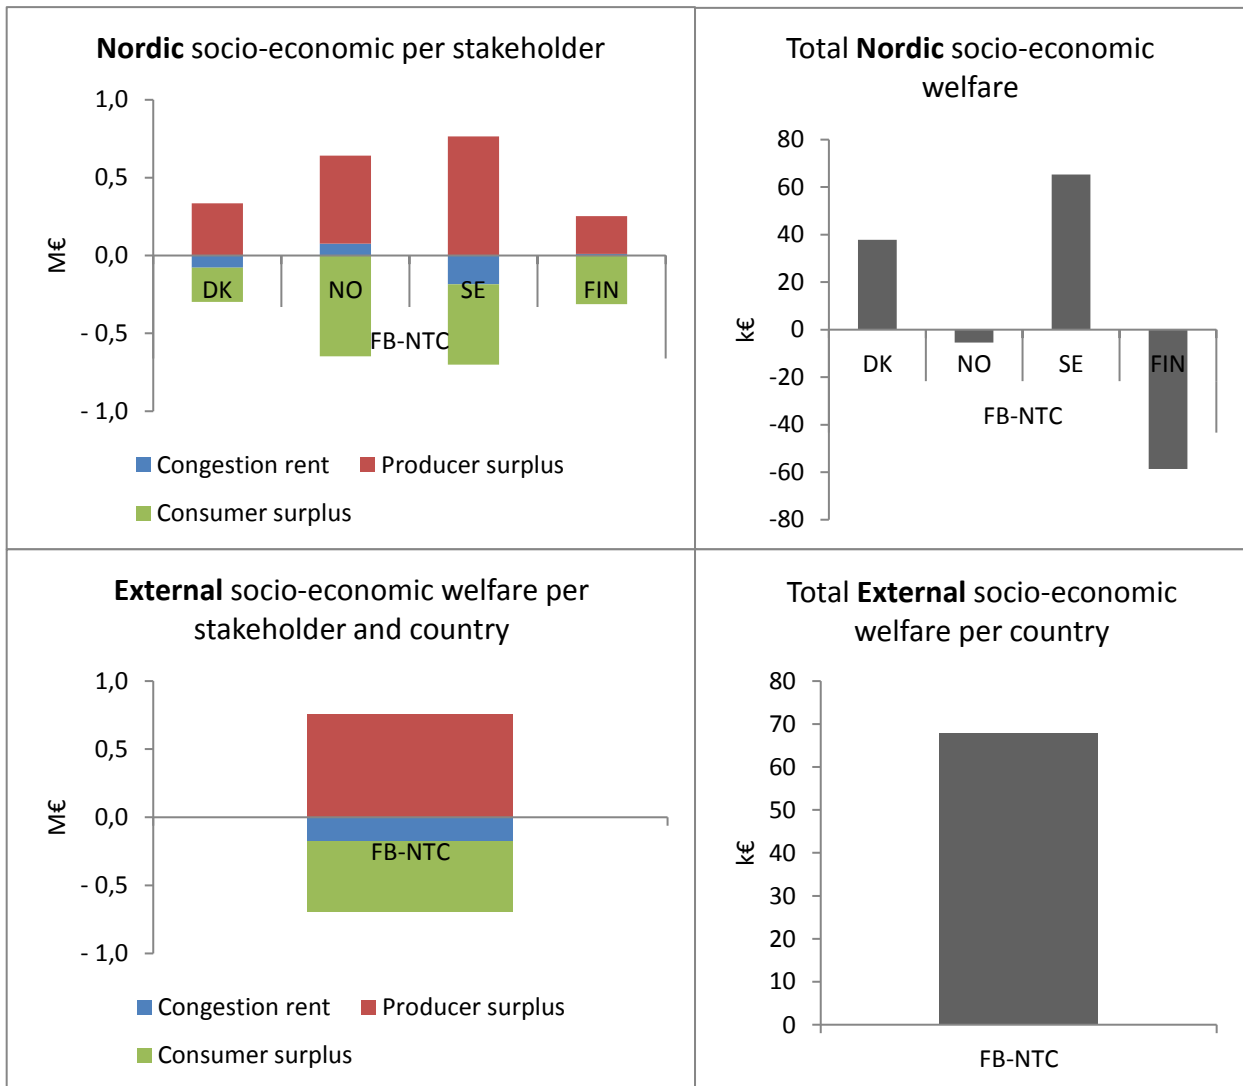 Nordic socio-economic per stakeholder
1,0
0,5
0,0
- 0,5
- 1,0
M€
DK
NO
SE
FIN
FB-NTC
Congestion rent
Producer surplus
Consumer surplus
Total Nordic socio-economic
welfare
80
60
40
20
0
-20
-40
-60
-80
k€
DK
NO
SE
FIN
FB-NTC
External socio-economic welfare per
stakeholder and country
1,0
0,5
0,0
- 0,5
- 1,0
M€
FB-NTC
Congestion rent
Producer surplus
Consumer surplus
Total External socio-economic
welfare per country
80
70
60
50
40
30
20
10
0
k€
FB-NTC